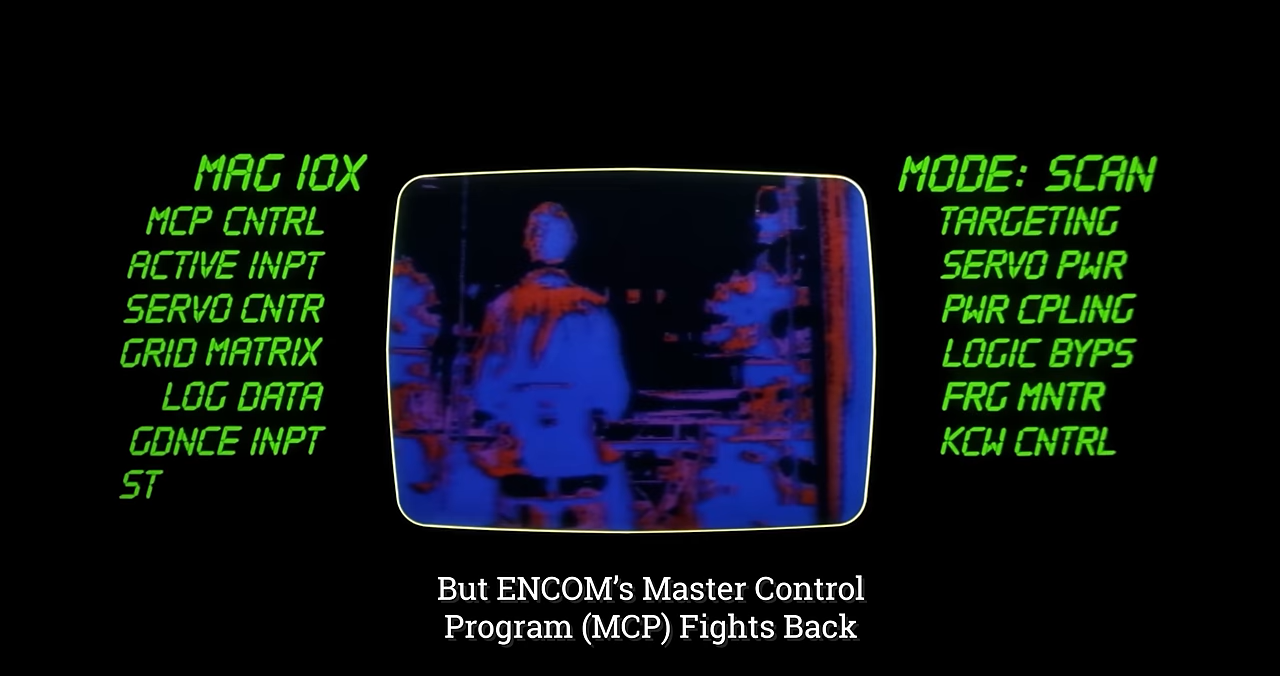 MAG 10X
MCP CNTRL
ACTIVE INPT
SERVO CNTR
GRID MATRIX
LOG DATA
GDNCE INPT
ST
MODE: SCAN
TARGETING
SERVO PWR
PWR CPLING
LOGIC BYPS
FRG MNTR
KCW CNTRL
But ENCOM’s Master Control
Program (MCP) Fights Back